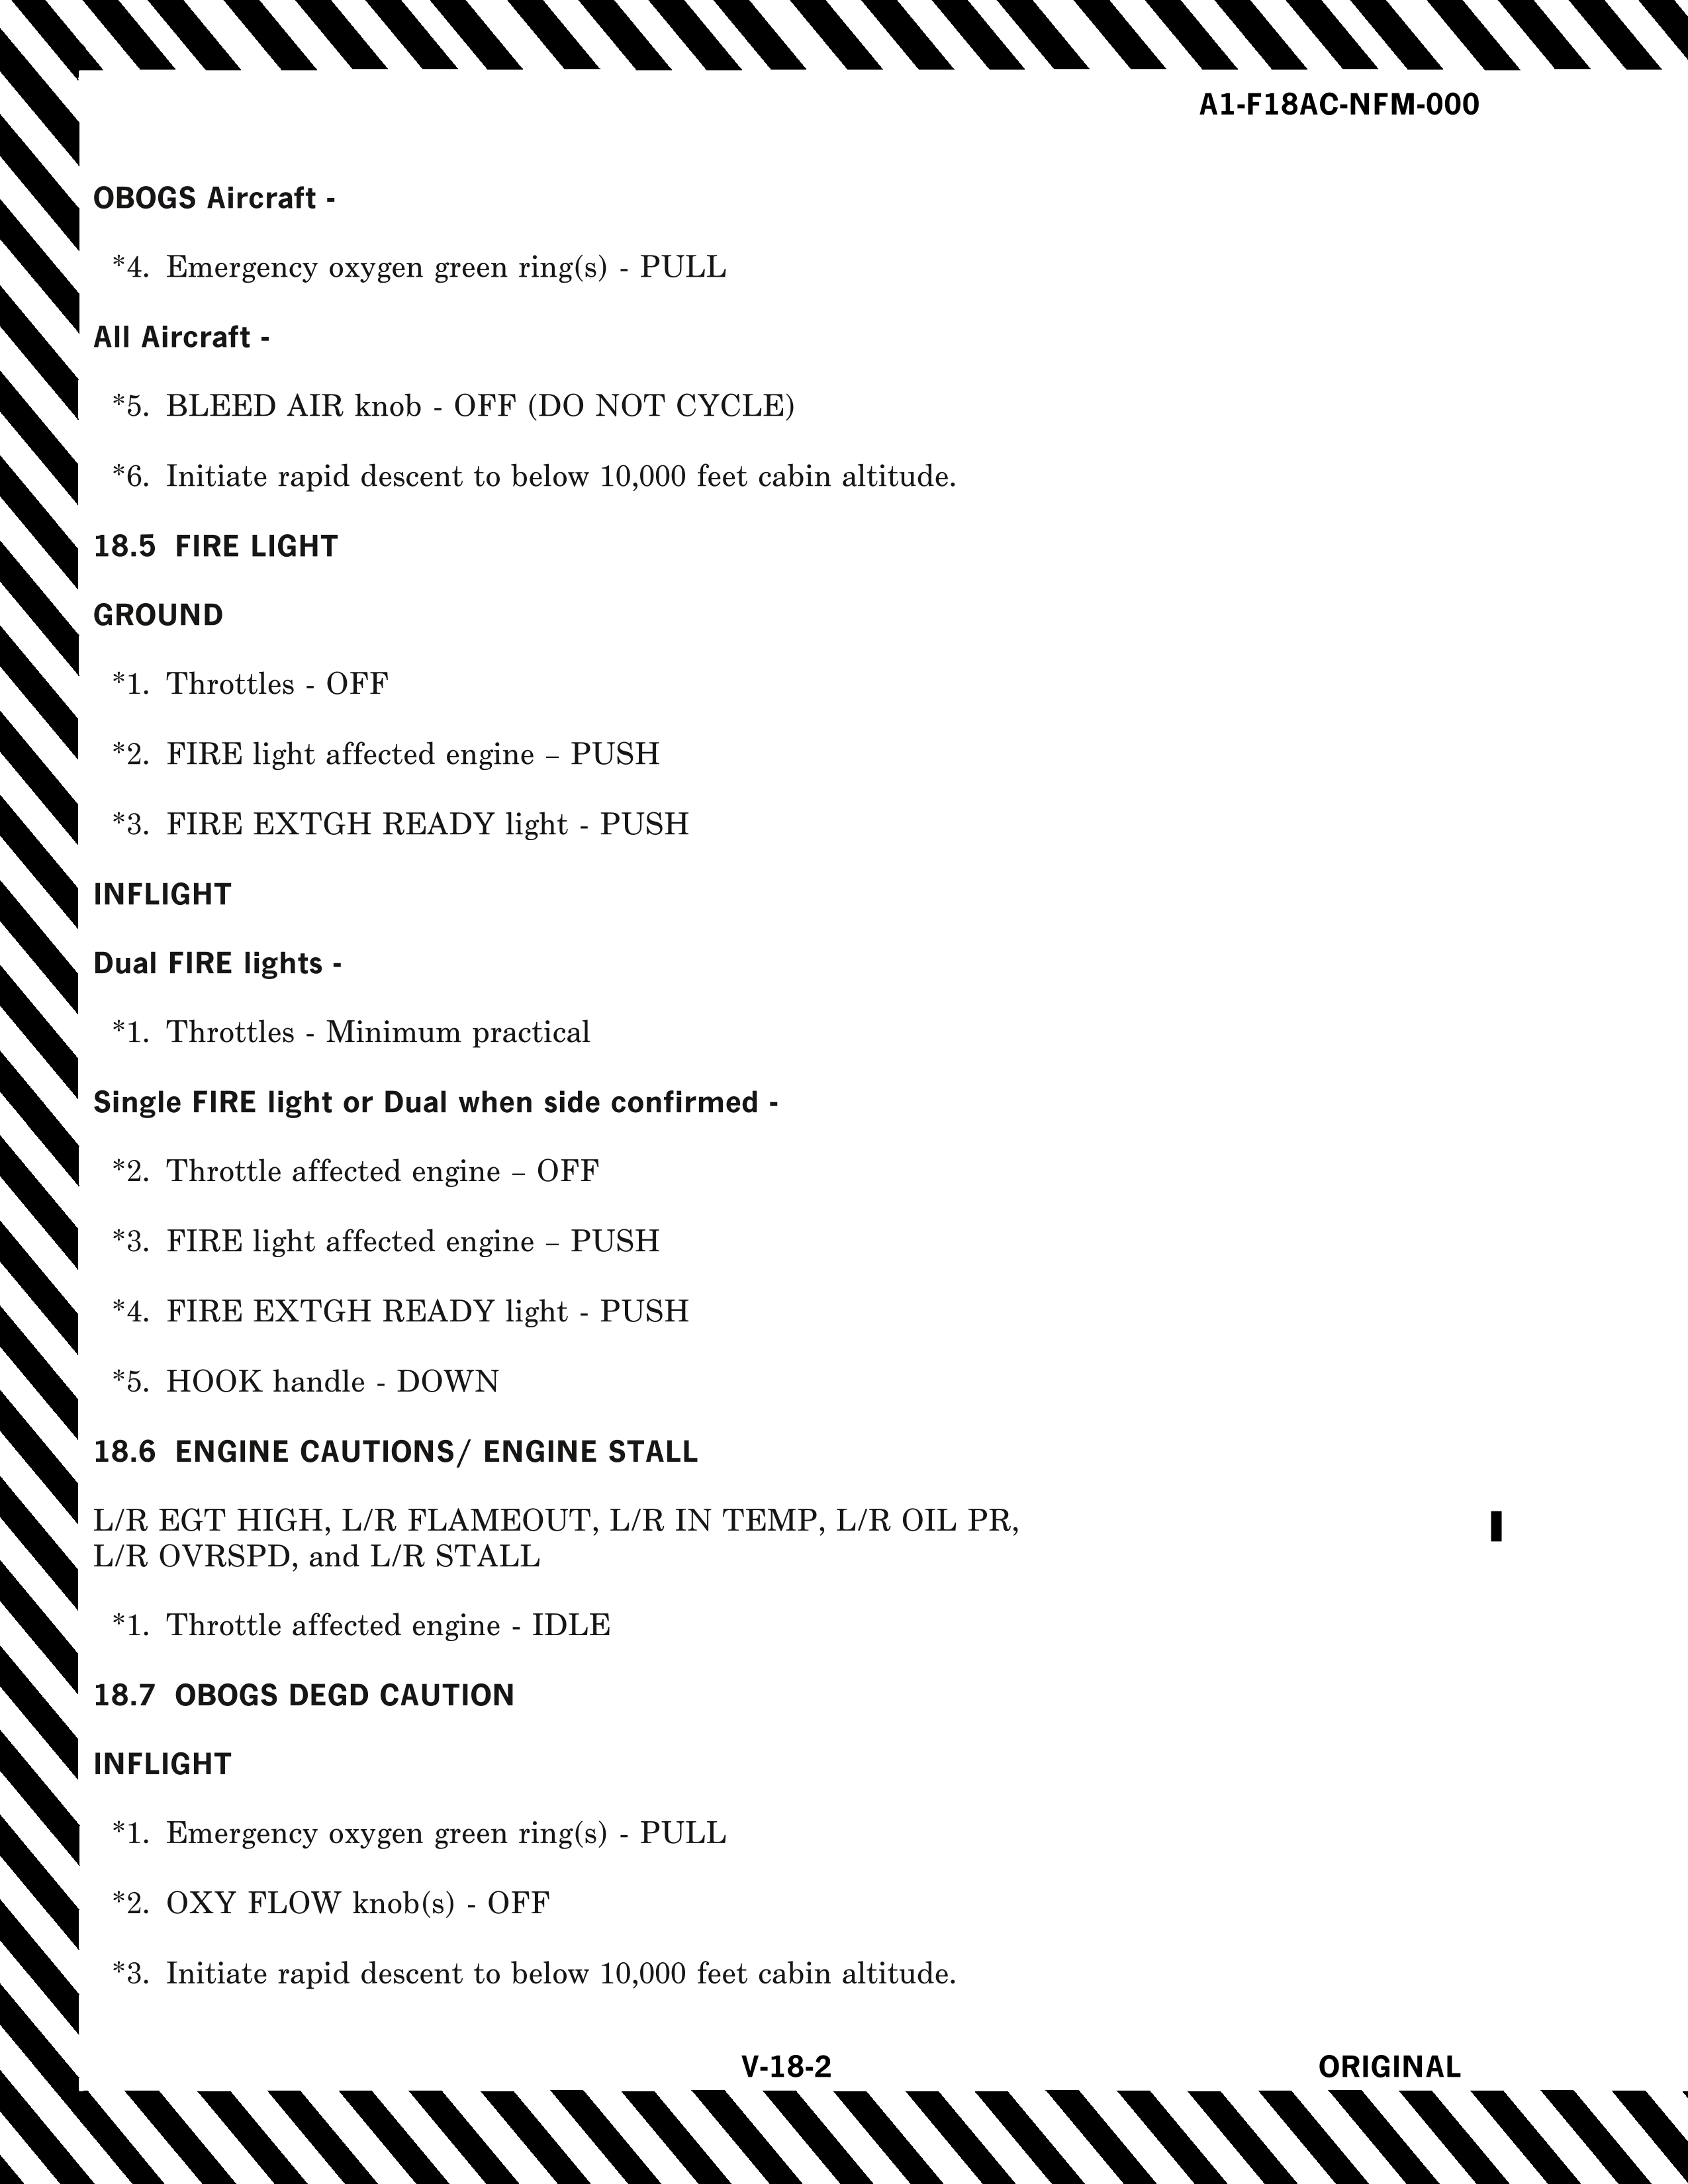 A1-F18AC-NFM-000
OBOGS Aircraft -
*4. Emergency oxygen green ring(s) - PULL
All Aircraft -
*5. BLEED AIR knob - OFF (DO NOT CYCLE)
*6. Initiate rapid descent to below 10,000 feet cabin altitude.
18.5 FIRE LIGHT
GROUND
*1. Throttles - OFF
*2. FIRE light affected engine – PUSH
*3. FIRE EXTGH READY light - PUSH
INFLIGHT
Dual FIRE lights -
*1. Throttles - Minimum practical
Single FIRE light or Dual when side confirmed -
*2. Throttle affected engine – OFF
*3. FIRE light affected engine – PUSH
*4. FIRE EXTGH READY light - PUSH
*5. HOOK handle - DOWN
18.6 ENGINE CAUTIONS/ ENGINE STALL
L/R EGT HIGH, L/R FLAMEOUT, L/R IN TEMP, L/R OIL PR,
L/R OVRSPD, and L/R STALL
*1. Throttle affected engine - IDLE
18.7 OBOGS DEGD CAUTION
INFLIGHT
*1. Emergency oxygen green ring(s) - PULL
*2. OXY FLOW knob(s) - OFF
*3. Initiate rapid descent to below 10,000 feet cabin altitude.
V-18-2
ORIGINAL